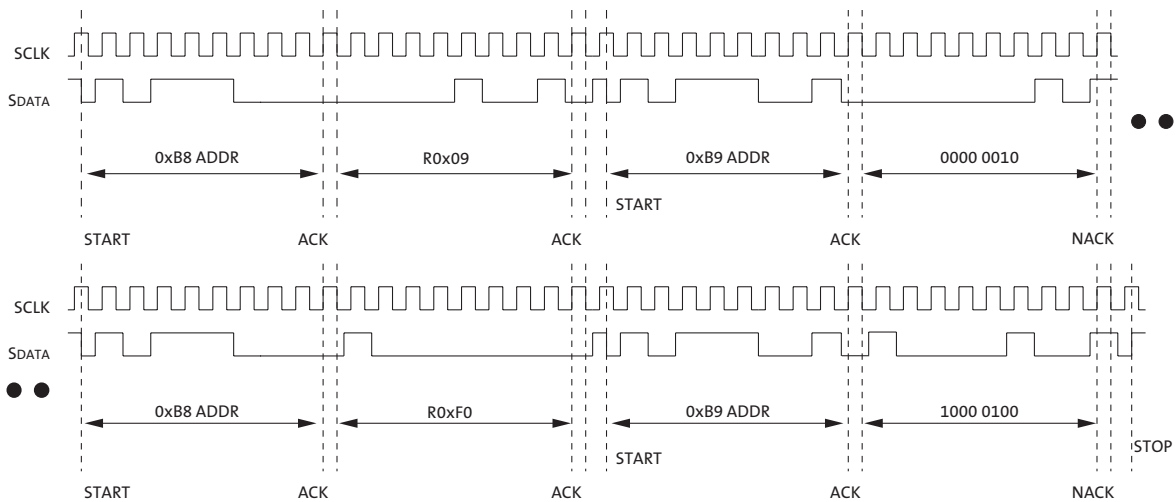 SCLK
SDATA
0xB8 ADDR R0x09 0xB9 ADDR 0000 0010
START
START ACK ACK ACK NACK
SCLK
SDATA
0xB8 ADDR R0xF0 0xB9 ADDR 1000 0100
START STOP
START ACK ACK ACK NACK